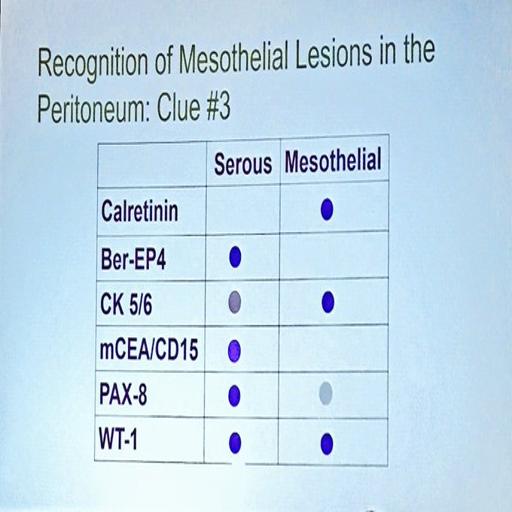 Recognition of Mesothelial Lesions in the
Peritoneum: Clue #3
Serous Mesothelial
Calretinin
Ber-EP4
CK 5/6
mCEA/CD15
PAX-8
WT-1